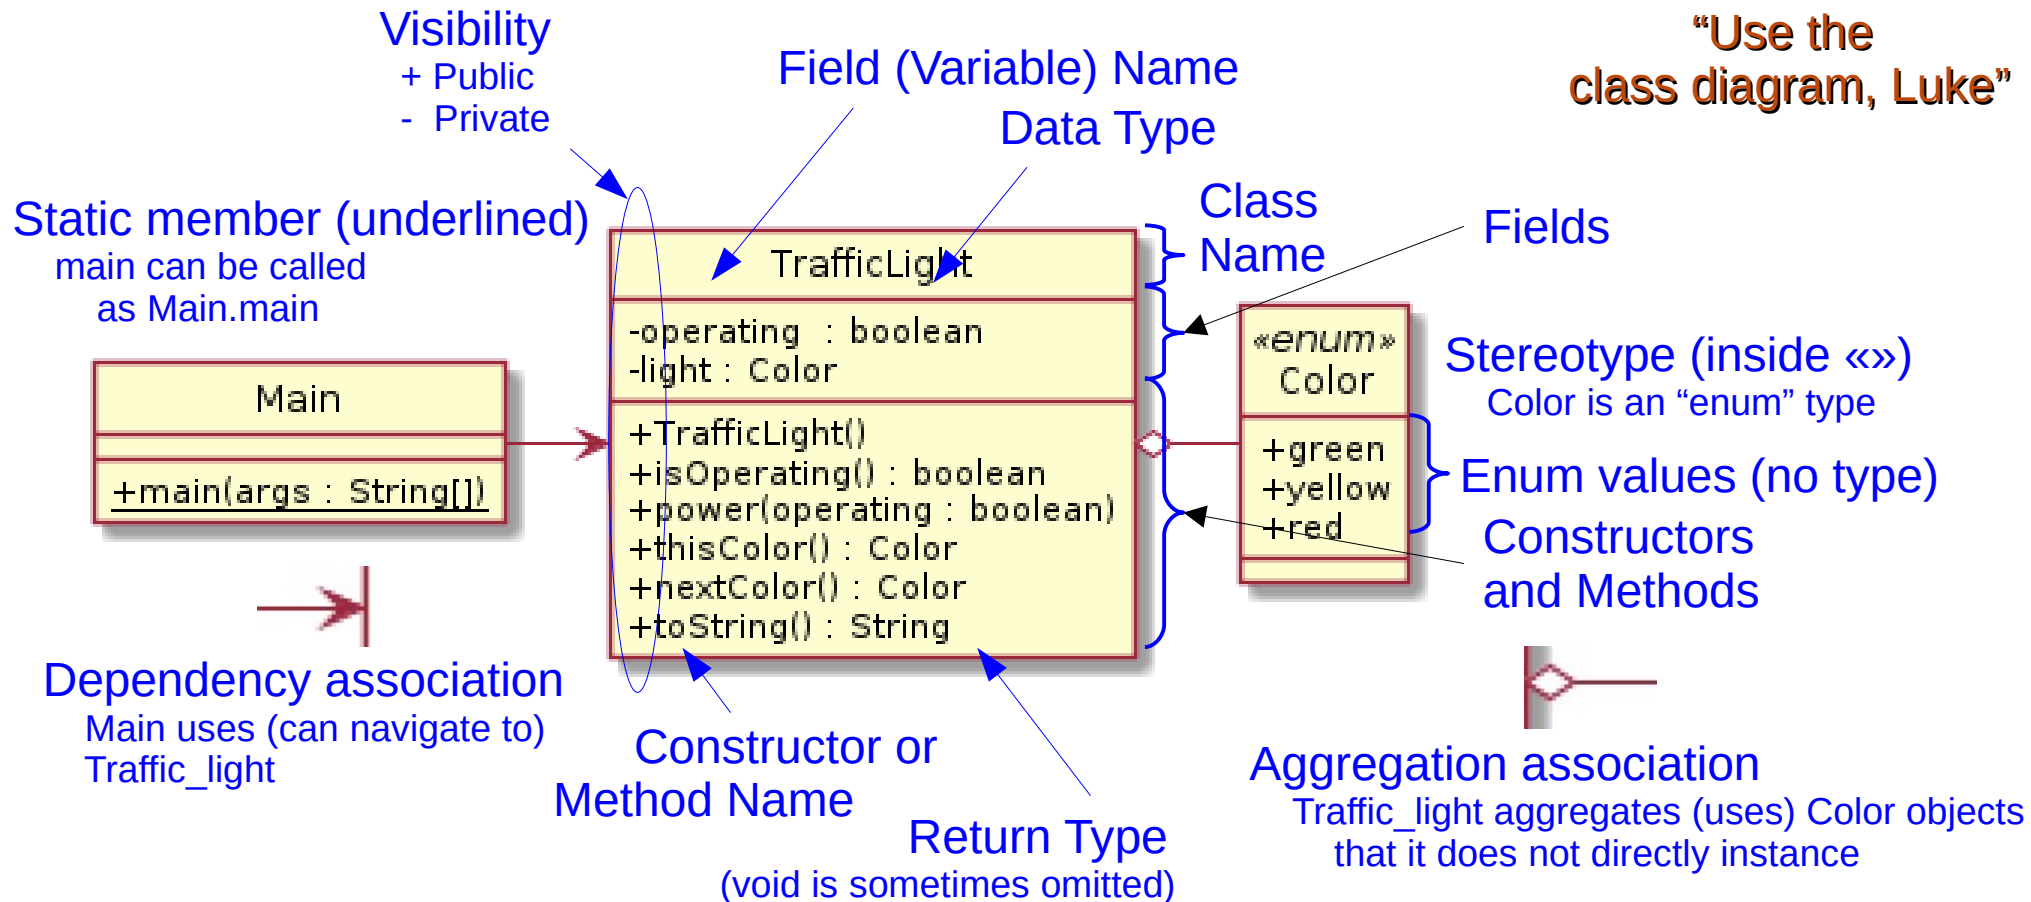 Visibility
+ Public
- Private
Field (Variable) Name
Data Type
“Use the
class diagram, Luke”
Static member (underlined)
main can be called
as Main.main
Class
Name
Fields
TrafficLight
-operating : boolean
-light : Color
+TrafficLight()
+isOperating() : boolean
+power(operating : boolean)
+thisColor() : Color
+nextColor() : Color
+toString() : String
Main
+main(args : String[])
«enum»
Color
+green
+yellow
+red
Stereotype (inside «»)
Color is an “enum” type
Enum values (no type)
Constructors
and Methods
Dependency association
Main uses (can navigate to)
Traffic_light
Constructor or
Method Name
Return Type
(void is sometimes omitted)
Aggregation association
Traffic_light aggregates (uses) Color objects
that it does not directly instance